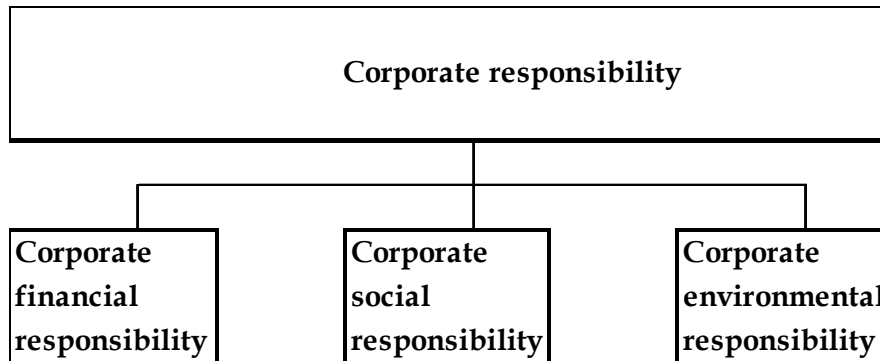 Corporate responsibility
Corporate
financial
responsibility
Corporate
social
responsibility
Corporate
environmental
responsibility